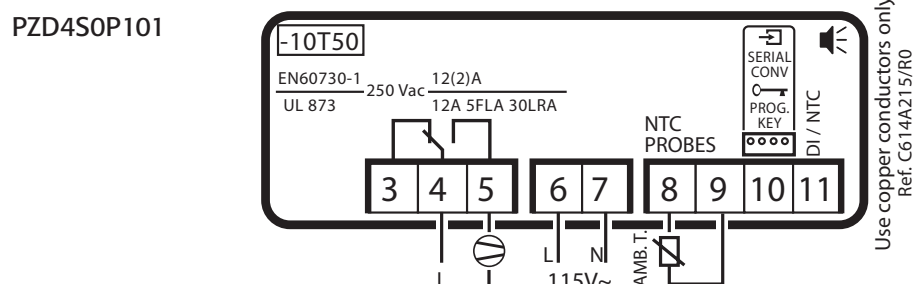 PZD4S0P101
-10T50
EN60730-1
UL 873
250 Vac
12(2)A
12A 5FLA 30LRA
SERIAL
CONV
PROG.
KEY
NTC
PROBES
DI / NTC
3 4 5 6 7 8 9 10 11
L
L
N
115V~
AMB. T.
Use copper conductors only
Ref. C614A215/R0